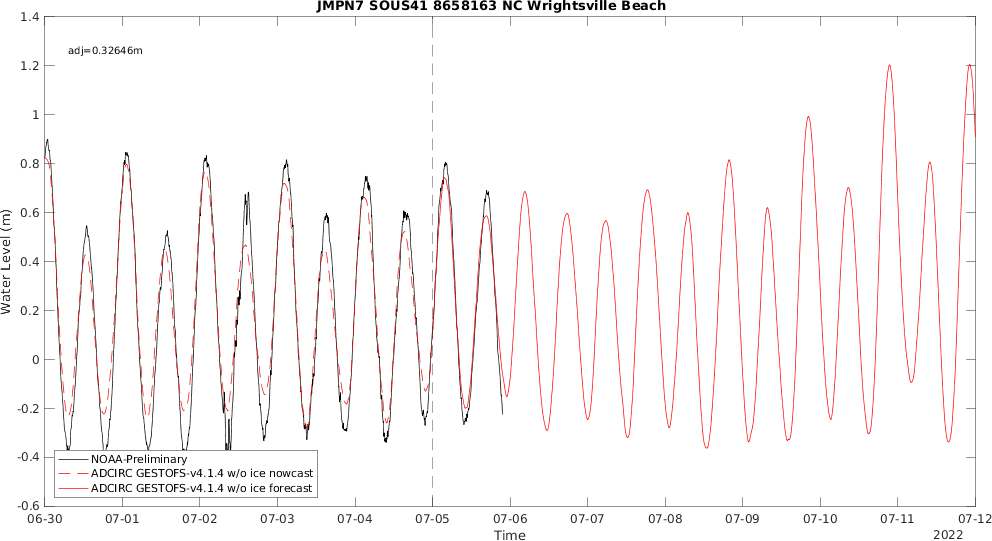 JMPN7 SOUS41 8658163 NC Wrightsville Beach
1.4
adj=0.32646m
1.2
1
0.8
0.6
0.4
0.2
0
-0.2
-0.4
-0.6
Water Level (m)
NOAA-Preliminary
ADCIRC GESTOFS-v4.1.4 w/o ice nowcast
ADCIRC GESTOFS-v4.1.4 w/o ice forecast
06-30 07-01 07-02 07-03 07-04 07-05 07-06 07-07 07-08 07-09 07-10 07-11 07-12
Time
2022